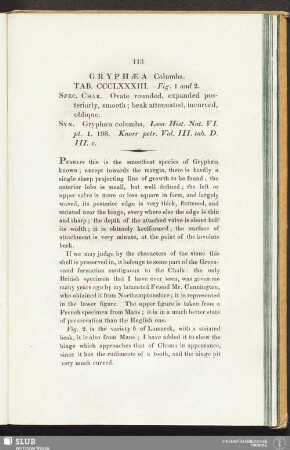 113
GRYPHÆA Columba.
TAB. CCCLXXXIII.—Fig. 1 and 2.
SPEC. CHAR. Ovate rounded, expanded pos-
teriorly, smooth; beak attenuated, incurved,
oblique.
SYN. Gryphæa columba, Lam. Hist. Nat. VI.
pt. 1. 198. Knorr petr. Vol. III. tab. D.
III. c.
PERHAPS this is the smoothest species of Gryphæa
known; except towards the margin, there is hardly a
single sharp projecting line of growth to be found; the
anterior lobe is small, but well defined; the left or
upper valve is more or less square in form, and largely
waved, its posterior edge is very thick, flattened, and
striated near the hinge, every where else the edge is thin
and sharp; the depth of the attached valve is about half
its width; it is obtusely keelformed; the surface of
attachment is very minute, at the point of the involute
beak.
If we may judge by the characters of the stone this
shell is preserved in, it belongs to some part of the Green-
sand formation contiguous to the Chalk: the only
British specimen that I have ever seen, was given me
many years ago by my lamented Friend Mr. Cunnington,
who obtained it from Northamptonshire; it is represented
in the lower figure. The upper figure is taken from a
French specimen from Mans; it is in a much better state
of preservation than the English one.
Fig. 2. is the variety b of Lamarck, with a striated
beak, it is also from Mans; I have added it to shew the
hinge which approaches that of Chama in appearance,
since it has the rudiments of a tooth, and the hinge pit
very much curved.
SLUB